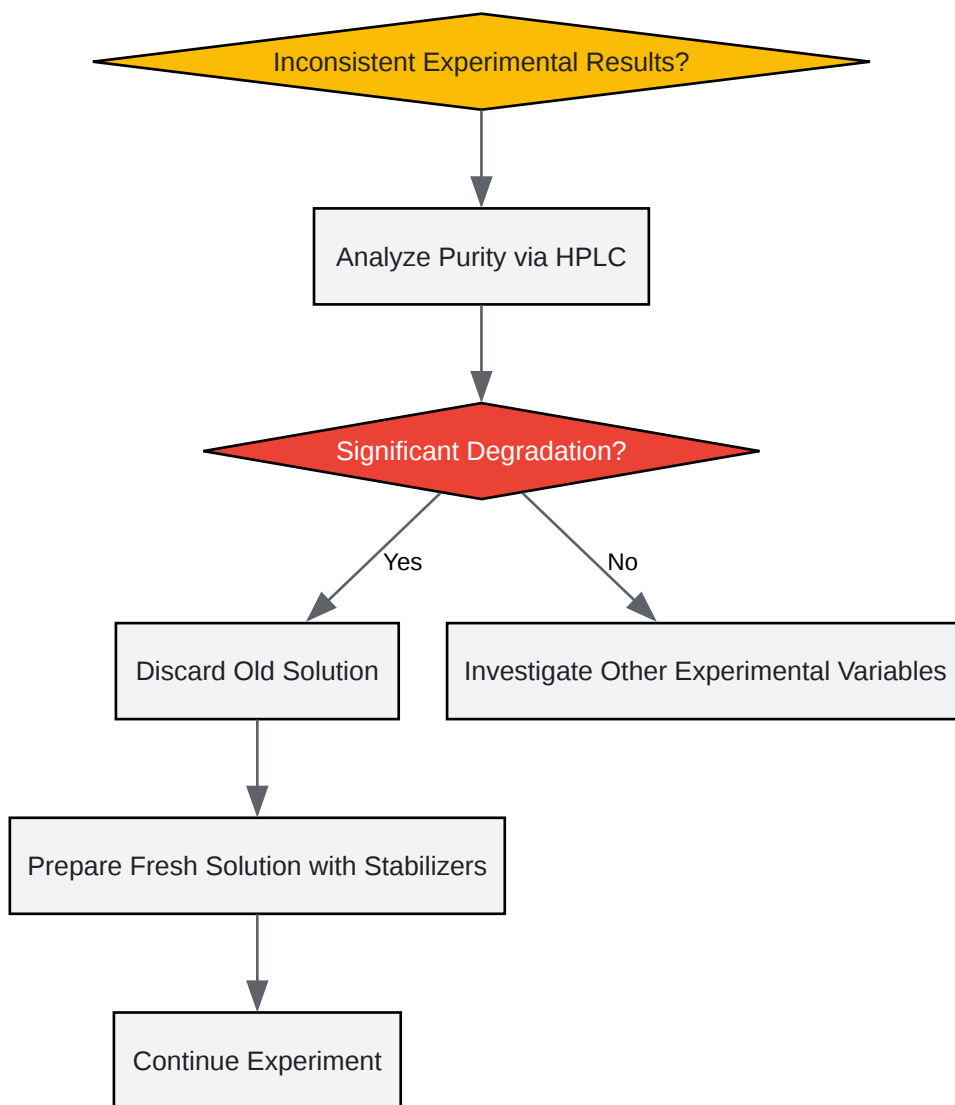 Inconsistent Experimental Results?
Analyze Purity via HPLC
Significant Degradation?
Yes
No
Discard Old Solution
Investigate Other Experimental Variables
Prepare Fresh Solution with Stabilizers
Continue Experiment